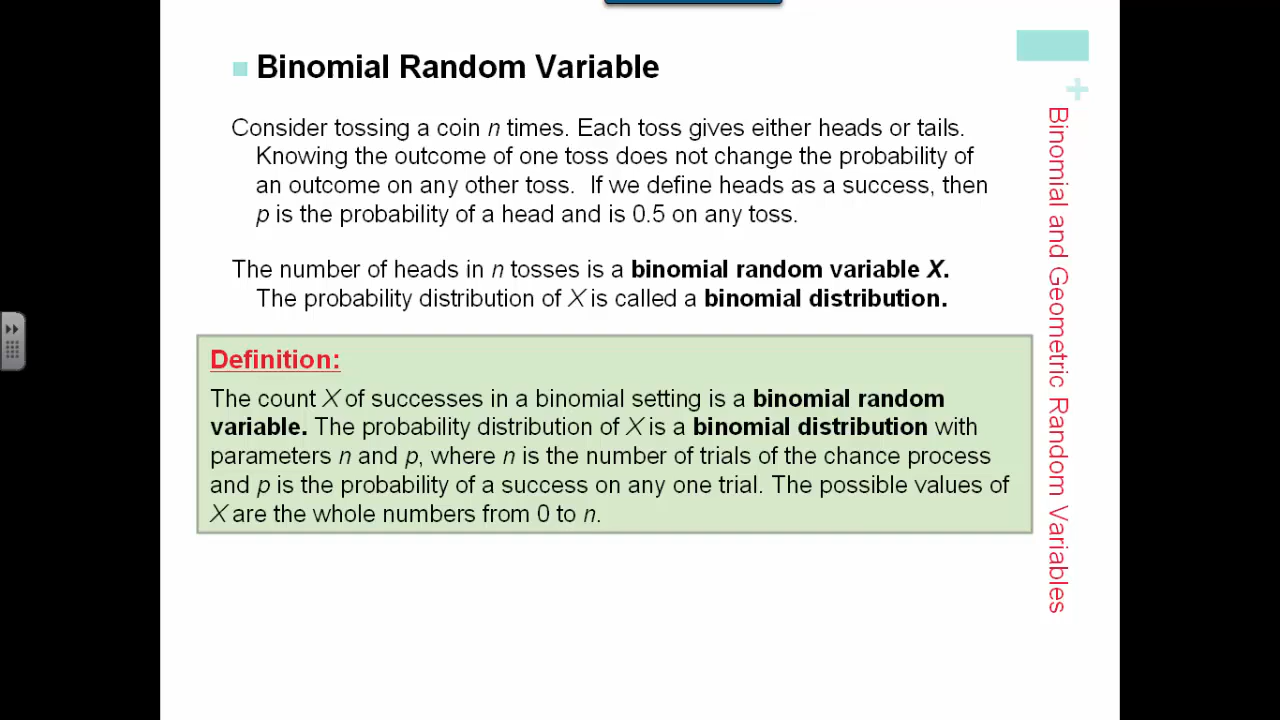 Binomial Random Variable
Consider tossing a coin n times. Each toss gives either heads or tails.
Knowing the outcome of one toss does not change the probability of
an outcome on any other toss. If we define heads as a success, then
p is the probability of a head and is 0.5 on any toss.
The number of heads in n tosses is a binomial random variable X.
The probability distribution of X is called a binomial distribution.
Definition:
The count X of successes in a binomial setting is a binomial random
variable. The probability distribution of X is a binomial distribution with
parameters n and p, where n is the number of trials of the chance process
and p is the probability of a success on any one trial. The possible values of
X are the whole numbers from 0 to n.
+
Binomial and Geometric Random Variables